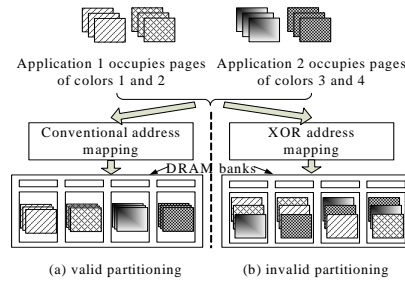 Application 1 occupies pages
of colors 1 and 2
Application 2 occupies pages
of colors 3 and 4
Conventional address
mapping
XOR address
mapping
DRAM banks
(a) valid partitioning
(b) invalid partitioning